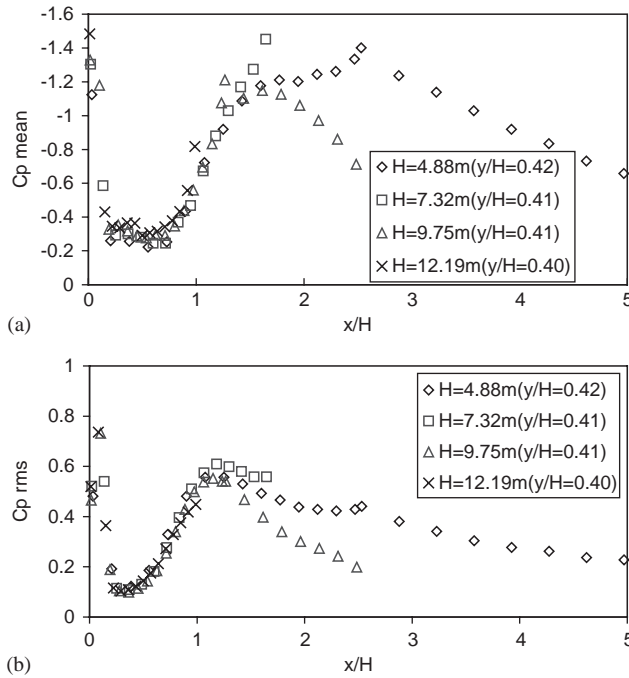 -1.6
-1.4
-1.2
-1
-0.8
-0.6
-0.4
-0.2
0
Cp mean
H=4.88m(y/H=0.42)
H=7.32m(y/H=0.41)
H=9.75m(y/H=0.41)
H=12.19m(y/H=0.40)
0 1 2 3 4 5
x/H
(a)
1
0.8
0.6
0.4
0.2
0
Cp rms
H=4.88m(y/H=0.42)
H=7.32m(y/H=0.41)
H=9.75m(y/H=0.41)
H=12.19m(y/H=0.40)
0 1 2 3 4 5
x/H
(b)